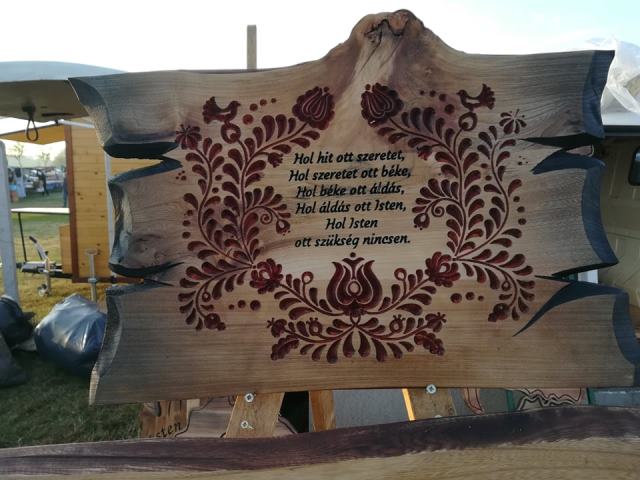 Hol hit ott szeretet,
Hol szeretet ott béke,
Hol béke ott áldás,
Hol áldás ott Isten,
Hol Isten
ott szükség nincsen.
sten